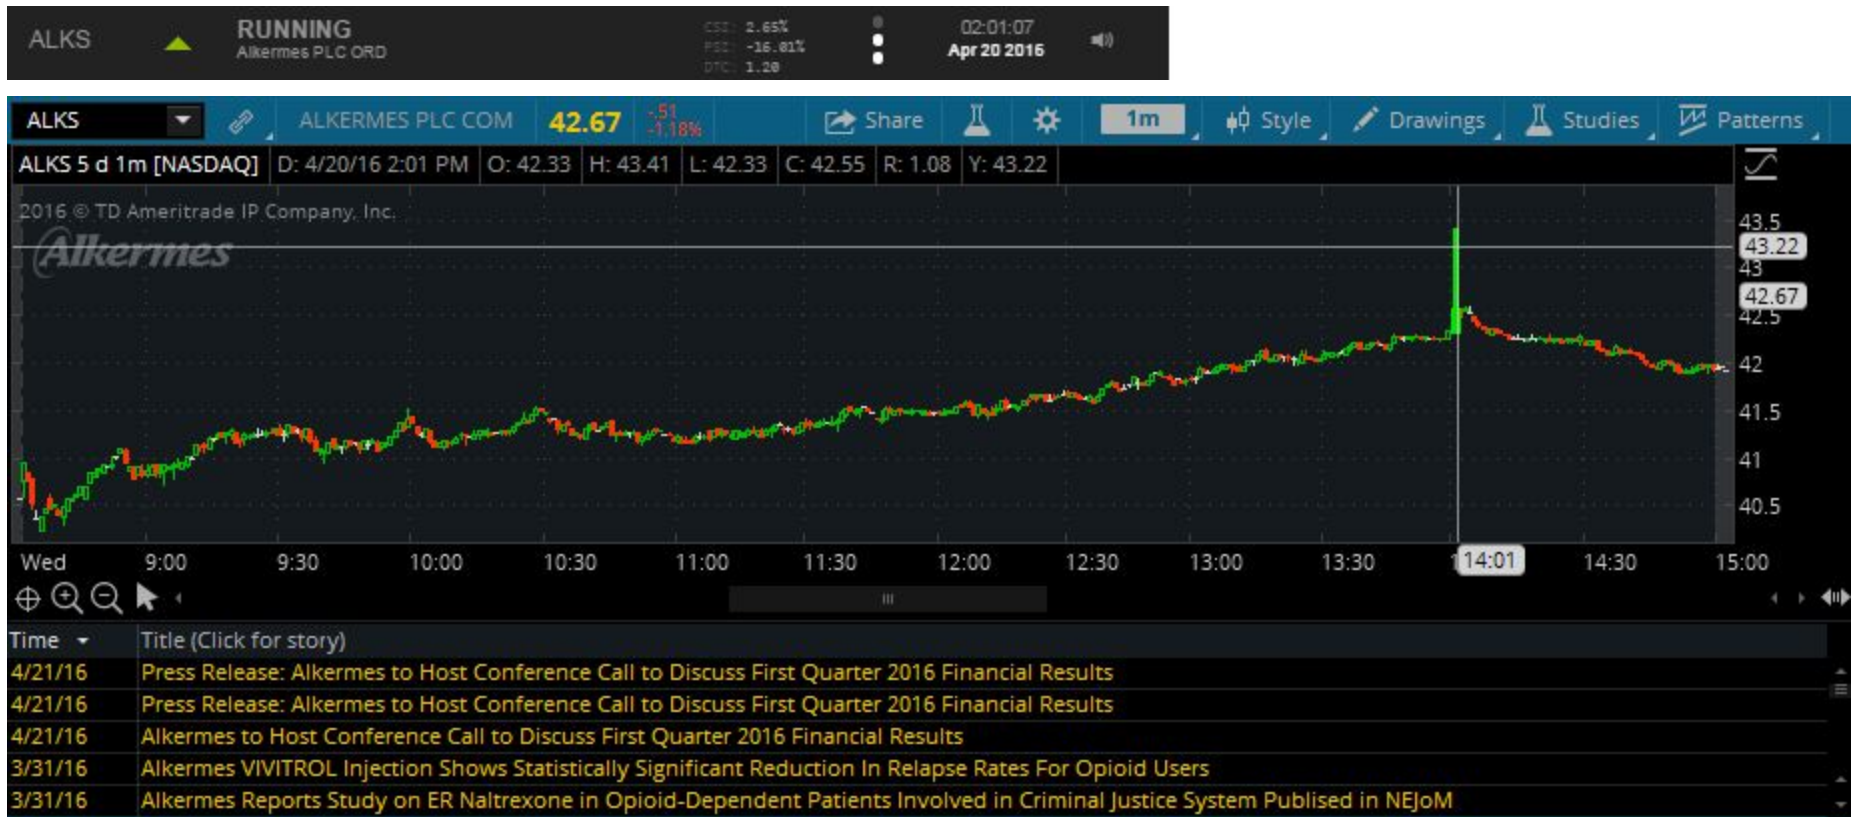 ALKS RUNNING CSI: 2.65% 02:01:07
Alkermes PLC ORD PSI: -16.01% Apr 20 2016
DTC: 1.20
ALKS ALKERMES PLC COM 42.67 -.51 Share 1m Style Drawings Studies Patterns
-1.18%
ALKS 5 d 1m [NASDAQ] D: 4/20/16 2:01 PM O: 42.33 H: 43.41 L: 42.33 C: 42.55 R: 1.08 Y: 43.22
2016 © TD Ameritrade IP Company, Inc.
Alkermes
43.5
43.22
43
42.67
42.5
42
41.5
41
40.5
Wed 9:00 9:30 10:00 10:30 11:00 11:30 12:00 12:30 13:00 13:30 14:01 14:30 15:00
Time Title (Click for story)
4/21/16 Press Release: Alkermes to Host Conference Call to Discuss First Quarter 2016 Financial Results
4/21/16 Press Release: Alkermes to Host Conference Call to Discuss First Quarter 2016 Financial Results
4/21/16 Alkermes to Host Conference Call to Discuss First Quarter 2016 Financial Results
3/31/16 Alkermes VIVITROL Injection Shows Statistically Significant Reduction In Relapse Rates For Opioid Users
3/31/16 Alkermes Reports Study on ER Naltrexone in Opioid-Dependent Patients Involved in Criminal Justice System Publised in NEJoM